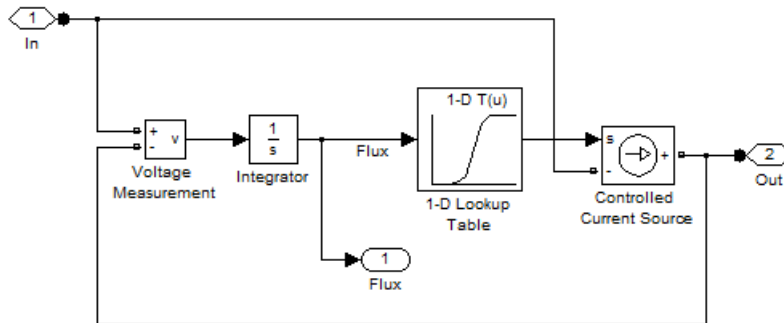 1
In
+
-
v
Voltage
Measurement
1
s
Integrator
Flux
1-D T(u)
1-D Lookup
Table
s
-
+
Controlled
Current Source
2
Out
1
Flux